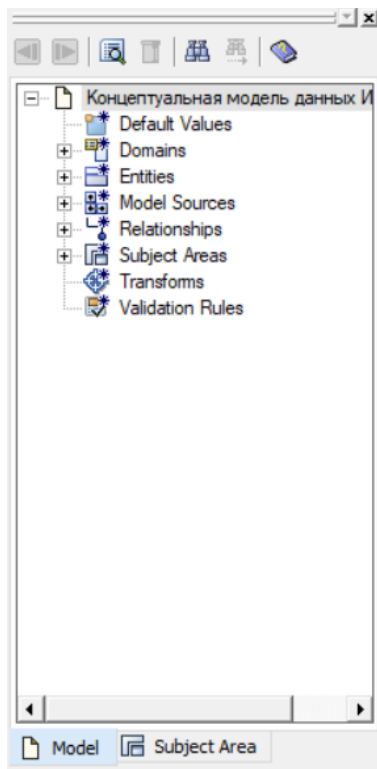 Концептуальная модель данных И
Default Values
Domains
Entities
Model Sources
Relationships
Subject Areas
Transforms
Validation Rules
Model
Subject Area